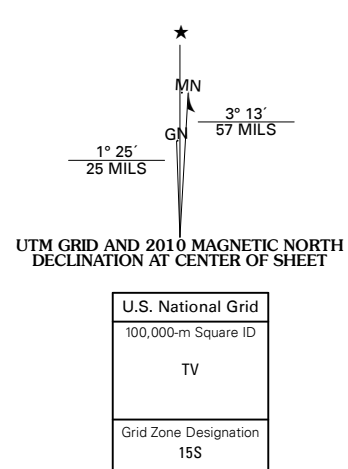 ★
MN
GN
3° 13´
57 MILS
1° 25´
25 MILS
UTM GRID AND 2010 MAGNETIC NORTH
DECLINATION AT CENTER OF SHEET
U.S. National Grid
100,000-m Square ID
TV
Grid Zone Designation
15S